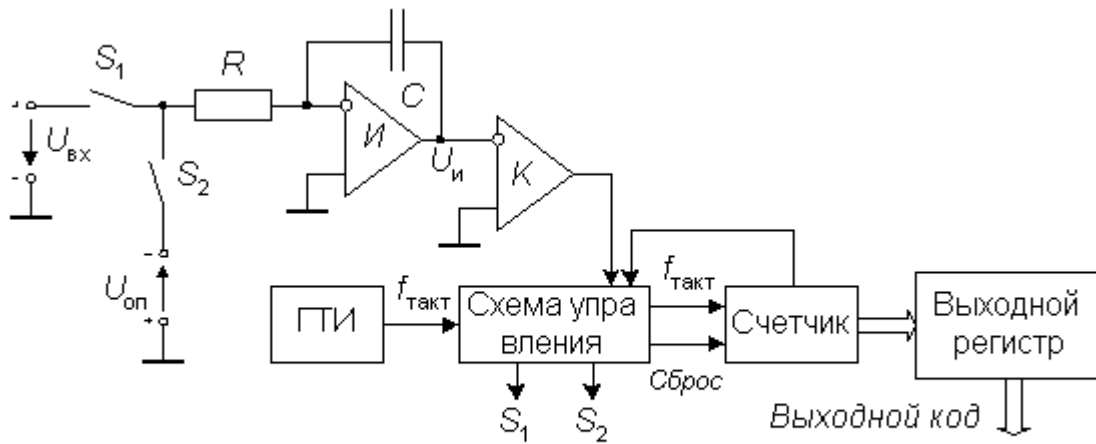 S₁
R
C
+
Uвх
-
И
Uи
К
S₂
-
Uоп
+
ГТИ
fтакт
Схема упра
вления
fтакт
Сброс
Счетчик
Выходной
регистр
S₁
S₂
Выходной код